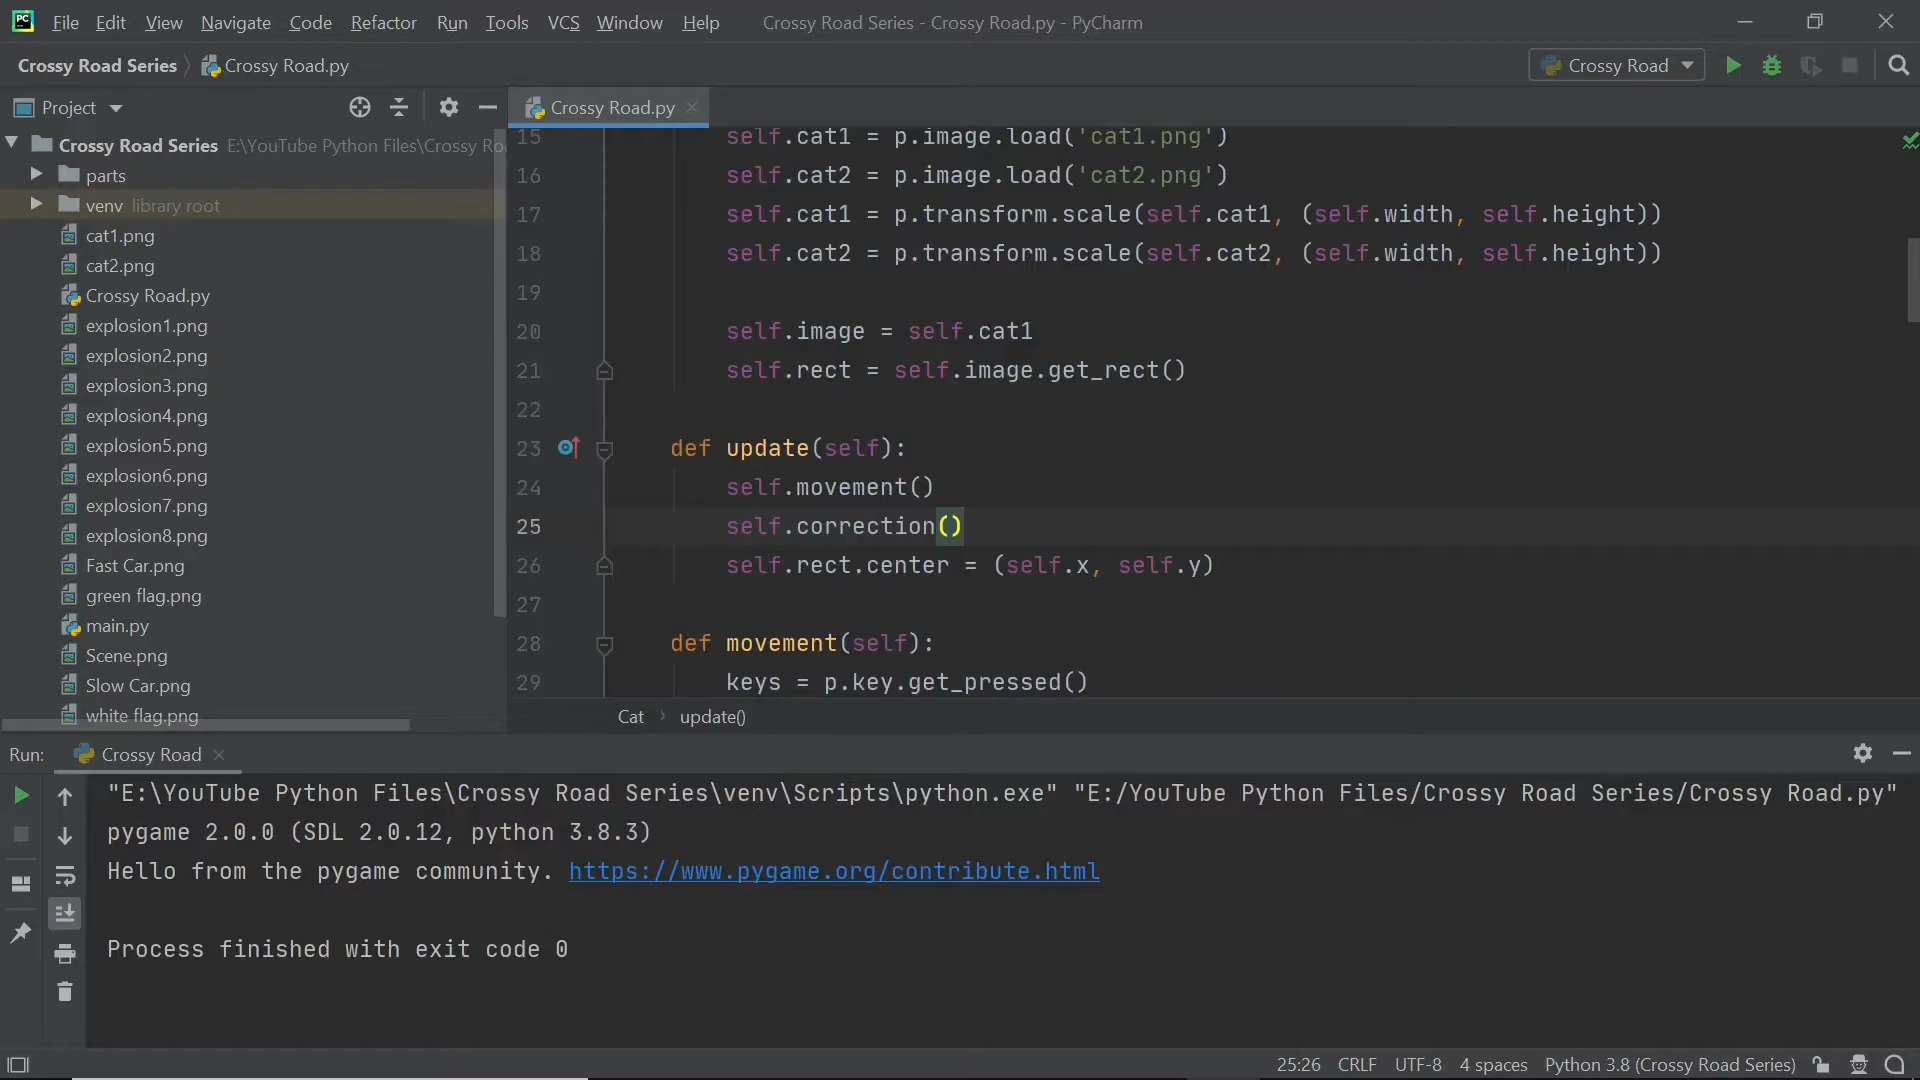 PC File Edit View Navigate Code Refactor Run Tools VCS Window Help Crossy Road Series - Crossy Road.py - PyCharm
Crossy Road Series Crossy Road.py Crossy Road
Project
Crossy Road.py
Crossy Road Series E:\YouTube Python Files\Crossy Ro
parts
venv library root
cat1.png
cat2.png
Crossy Road.py
explosion1.png
explosion2.png
explosion3.png
explosion4.png
explosion5.png
explosion6.png
explosion7.png
explosion8.png
Fast Car.png
green flag.png
main.py
Scene.png
Slow Car.png
white flag.png
15 self.cat1 = p.image.load('cat1.png')
16 self.cat2 = p.image.load('cat2.png')
17 self.cat1 = p.transform.scale(self.cat1, (self.width, self.height))
18 self.cat2 = p.transform.scale(self.cat2, (self.width, self.height))
19
20 self.image = self.cat1
21 self.rect = self.image.get_rect()
22
23 def update(self):
24 self.movement()
25 self.correction()
26 self.rect.center = (self.x, self.y)
27
28 def movement(self):
29 keys = p.key.get_pressed()
Cat update()
Run: Crossy Road
"E:\YouTube Python Files\Crossy Road Series\venv\Scripts\python.exe" "E:/YouTube Python Files/Crossy Road Series/Crossy Road.py"
pygame 2.0.0 (SDL 2.0.12, python 3.8.3)
Hello from the pygame community. https://www.pygame.org/contribute.html
Process finished with exit code 0
25:26 CRLF UTF-8 4 spaces Python 3.8 (Crossy Road Series)